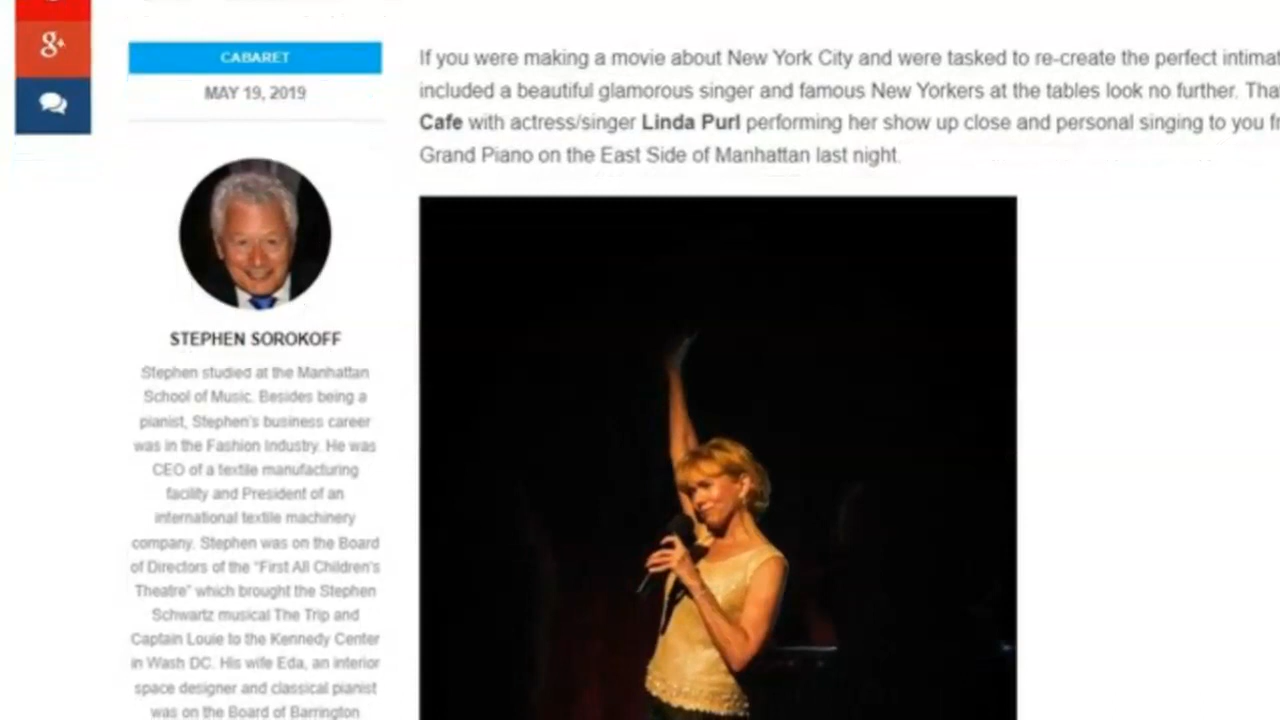 g+
CABARET
MAY 19, 2019
STEPHEN SOROKOFF
Stephen studied at the Manhattan
School of Music. Besides being a
pianist, Stephen's business career
was in the Fashion Industry. He was
CEO of a textile manufacturing
facility and President of an
international textile machinery
company. Stephen was on the Board
of Directors of the "First All Children's
Theatre" which brought the Stephen
Schwartz musical The Trip and
Captain Louie to the Kennedy Center
in Wash DC. His wife Eda, an interior
space designer and classical pianist
was on the Board of Barrington
If you were making a movie about New York City and were tasked to re-create the perfect intimat
included a beautiful glamorous singer and famous New Yorkers at the tables look no further. Tha
Cafe with actress/singer Linda Purl performing her show up close and personal singing to you fr
Grand Piano on the East Side of Manhattan last night.